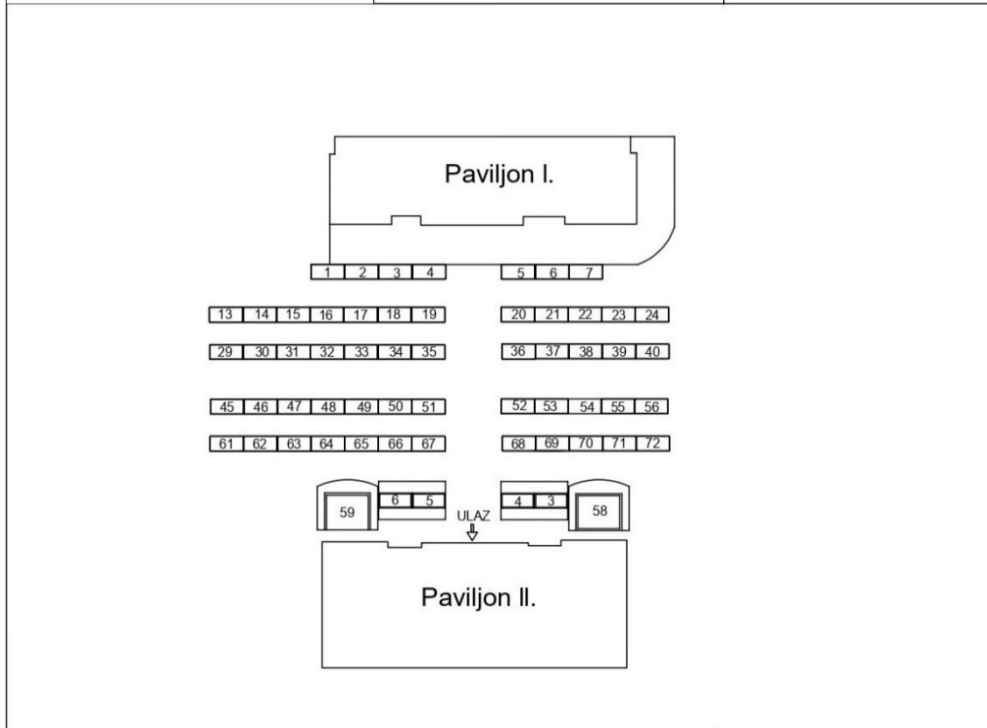 Paviljon I.
1 2 3 4 5 6 7
13 14 15 16 17 18 19 20 21 22 23 24
29 30 31 32 33 34 35 36 37 38 39 40
45 46 47 48 49 50 51 52 53 54 55 56
61 62 63 64 65 66 67 68 69 70 71 72
59 6 5 4 3 58
ULAZ
Paviljon II.